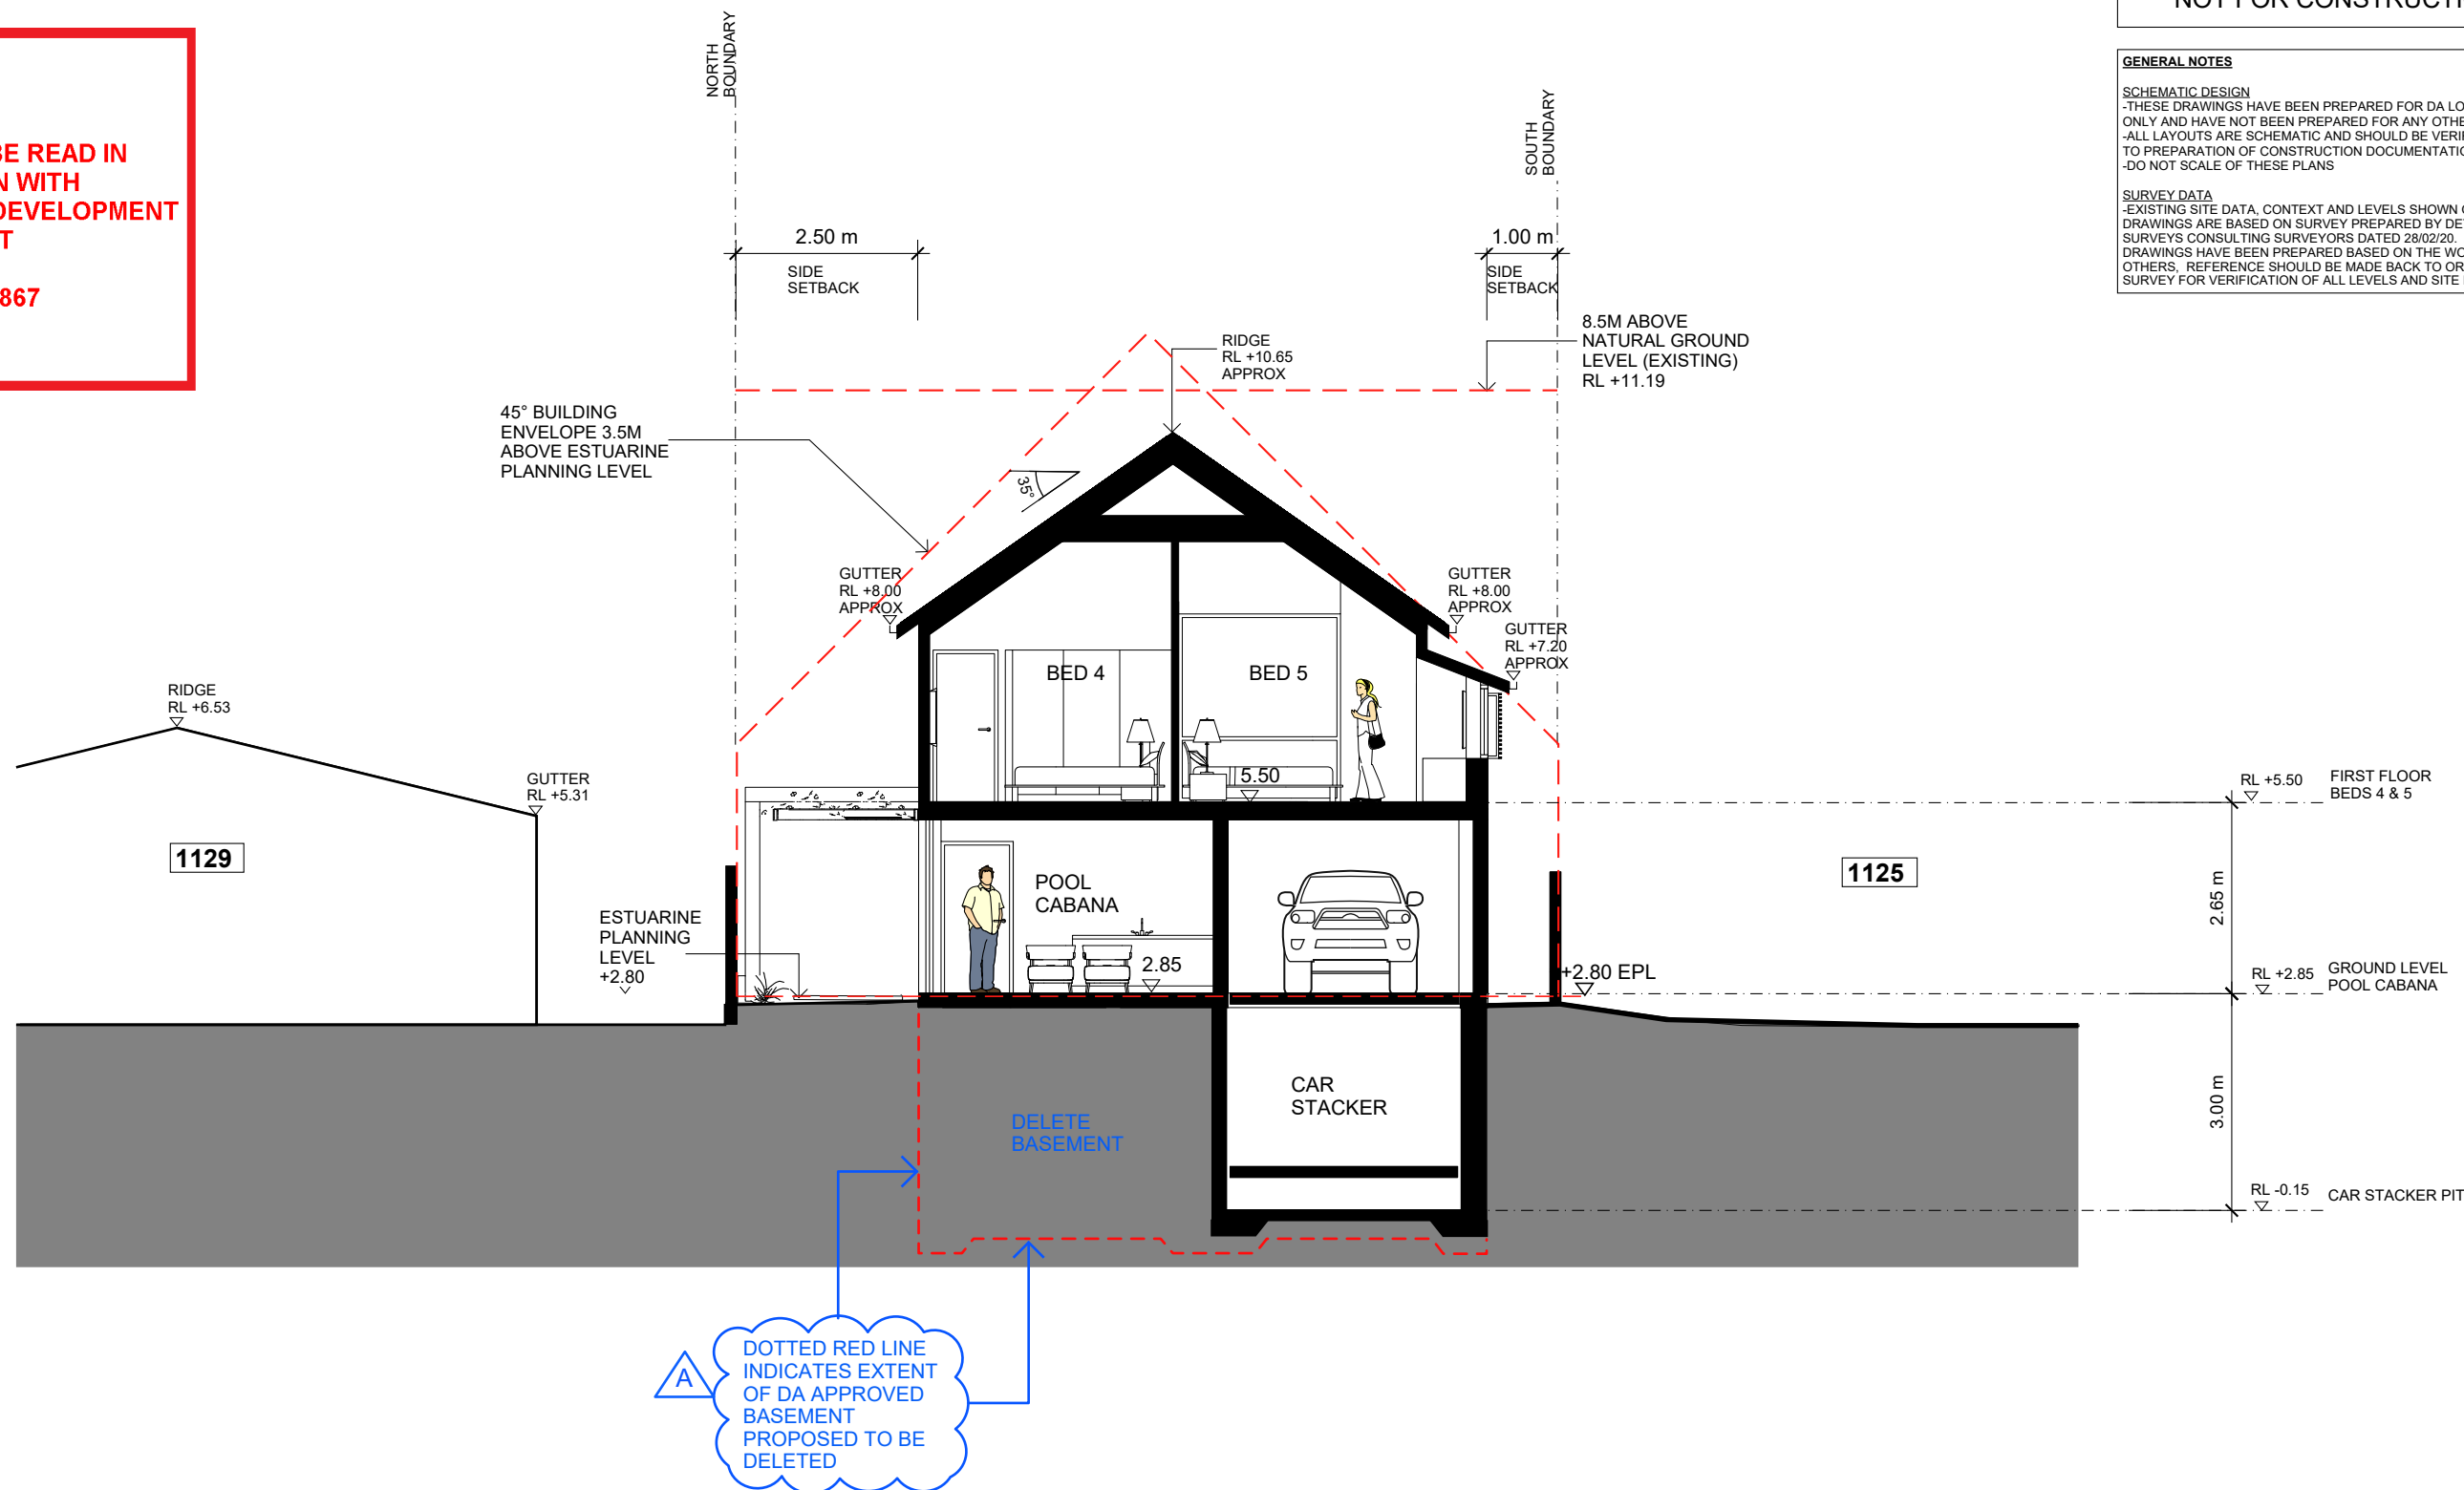 NOT FOR CONSTRUCTI
GENERAL NOTES
SCHEMATIC DESIGN
-THESE DRAWINGS HAVE BEEN PREPARED FOR DA LO
ONLY AND HAVE NOT BEEN PREPARED FOR ANY OTHE
-ALL LAYOUTS ARE SCHEMATIC AND SHOULD BE VERI
TO PREPARATION OF CONSTRUCTION DOCUMENTATIO
-DO NOT SCALE OF THESE PLANS
SURVEY DATA
-EXISTING SITE DATA, CONTEXT AND LEVELS SHOWN
DRAWINGS ARE BASED ON SURVEY PREPARED BY DE
SURVEYS CONSULTING SURVEYORS DATED 28/02/20.
DRAWINGS HAVE BEEN PREPARED BASED ON THE WO
OTHERS, REFERENCE SHOULD BE MADE BACK TO OR
SURVEY FOR VERIFICATION OF ALL LEVELS AND SITE
BE READ IN
N WITH
DEVELOPMENT
T
867
NORTH
BOUNDARY
SOUTH
BOUNDARY
2.50 m
SIDE
SETBACK
1.00 m
SIDE
SETBACK
RIDGE
RL +10.65
APPROX
8.5M ABOVE
NATURAL GROUND
LEVEL (EXISTING)
RL +11.19
45° BUILDING
ENVELOPE 3.5M
ABOVE ESTUARINE
PLANNING LEVEL
35°
GUTTER
RL +8.00
APPROX
GUTTER
RL +8.00
APPROX
GUTTER
RL +7.20
APPROX
BED 4
BED 5
RIDGE
RL +6.53
GUTTER
RL +5.31
5.50
RL +5.50
FIRST FLOOR
BEDS 4 & 5
1129
1125
POOL
CABANA
2.65 m
ESTUARINE
PLANNING
LEVEL
+2.80
2.85
+2.80 EPL
RL +2.85
GROUND LEVEL
POOL CABANA
CAR
STACKER
3.00 m
DELETE
BASEMENT
RL -0.15
CAR STACKER PIT
A
DOTTED RED LINE
INDICATES EXTENT
OF DA APPROVED
BASEMENT
PROPOSED TO BE
DELETED